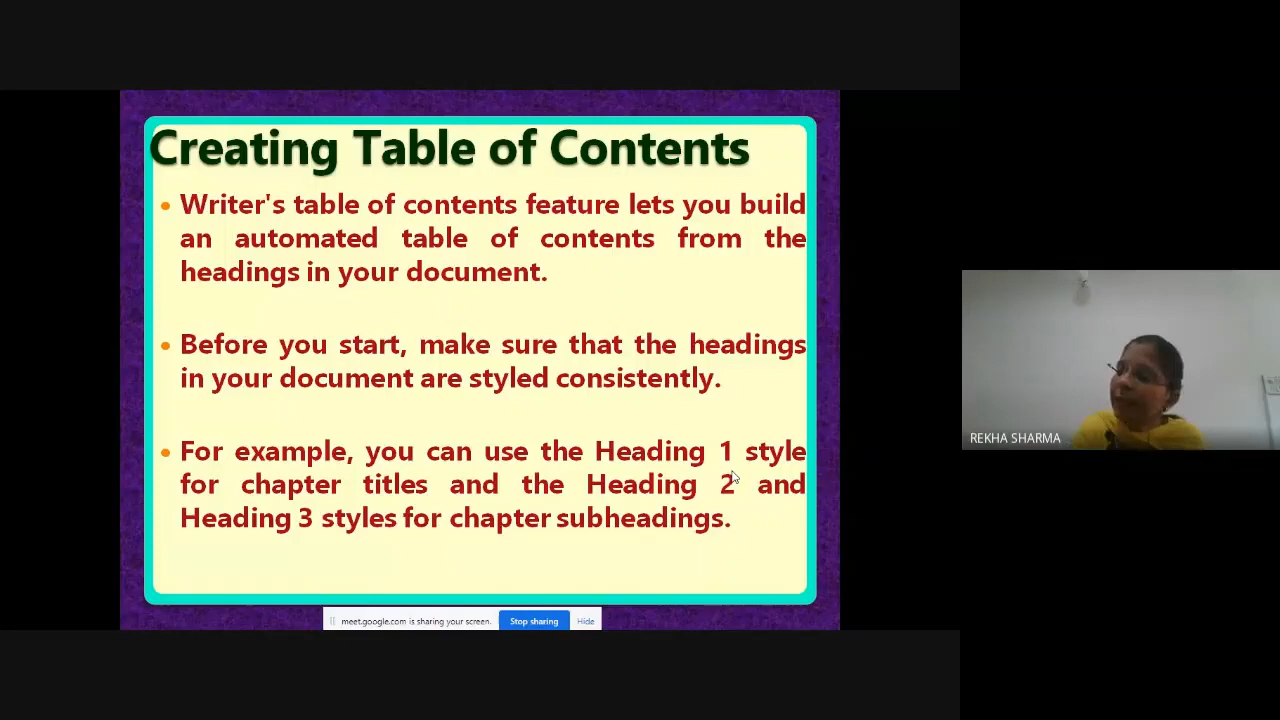 Creating Table of Contents
• Writer's table of contents feature lets you build
an automated table of contents from the
headings in your document.
• Before you start, make sure that the headings
in your document are styled consistently.
• For example, you can use the Heading 1 style
for chapter titles and the Heading 2 and
Heading 3 styles for chapter subheadings.
meet.google.com is sharing your screen. Stop sharing Hide
REKHA SHARMA